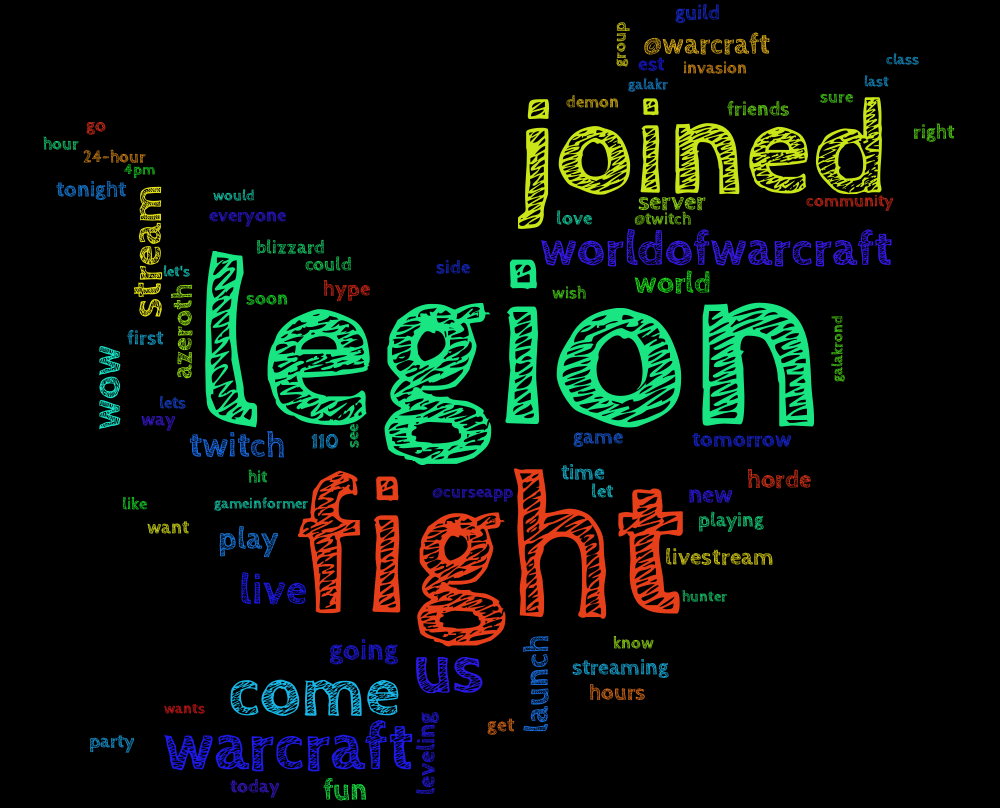 guild
group
@warcraft
est
invasion
class
galakr
last
demon
friends
sure
go
hour
24-hour
4pm
tonight
joined
right
would
everyone
stream
love
server
@twitch
community
worldofwarcraft
blizzard
could
let's
soon
hype
side
wish
world
azeroth
legion
first
galakrond
wow
lets
way
twitch
110
see
game
tomorrow
hit
like
gameinformer
@curseapp
time
let
horde
new
want
play
fight
playing
livestream
live
hunter
going
us
launch
know
streaming
hours
come
wants
get
party
warcraft
leveling
today
fun